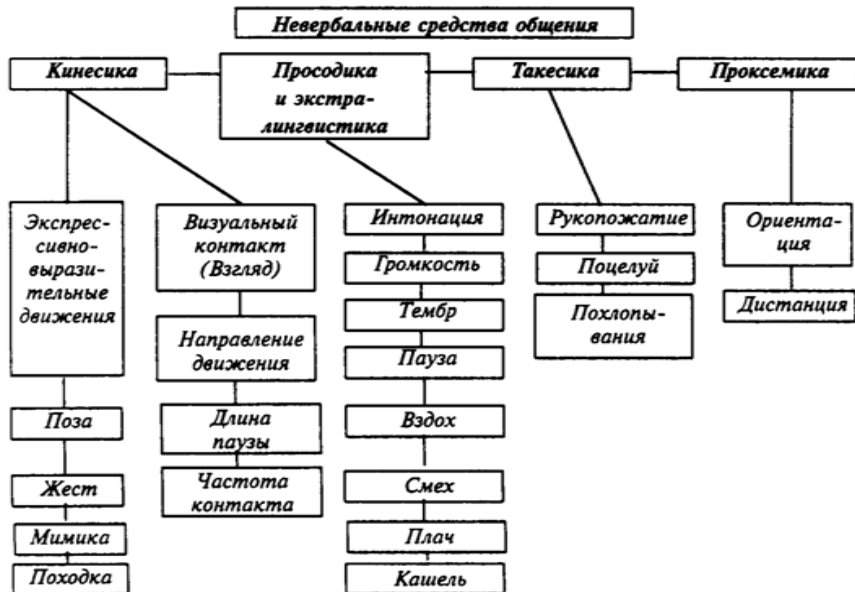 Невербальные средства общения
Кинесика
Просодика
и экстра-
лингвистика
Такесика
Проксемика
Экспрес-
сивно-
вырази-
тельные
движения
Поза
Жест
Мимика
Походка
Визуальный
контакт
(Взгляд)
Направление
движения
Длина
паузы
Частота
контакта
Интонация
Громкость
Тембр
Пауза
Вздох
Смех
Плач
Кашель
Рукопожатие
Поцелуй
Похлопы-
вания
Ориента-
ция
Дистанция